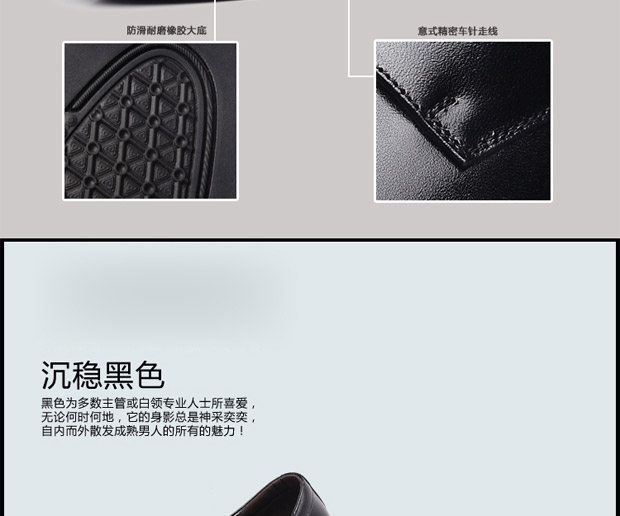 防滑耐磨橡胶大底
意式精密车针走线
沉稳黑色
黑色为多数主管或白领专业人士所喜爱，
无论何时何地，它的身影总是神采奕奕，
自内而外散发成熟男人的所有的魅力！